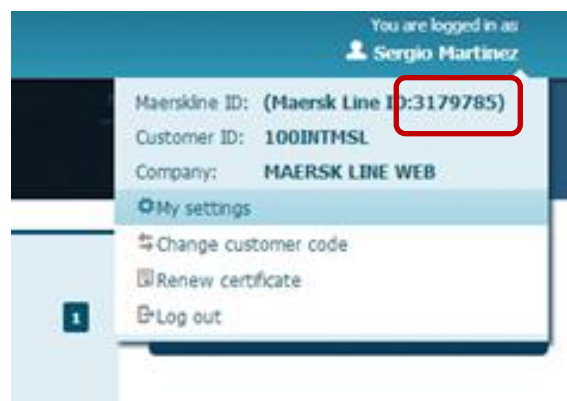 You are logged in as
Sergio Martinez
Maerskline ID: (Maersk Line ID:3179785)
Customer ID: 100INTMSL
Company: MAERSK LINE WEB
My settings
Change customer code
Renew certificate
Log out
1